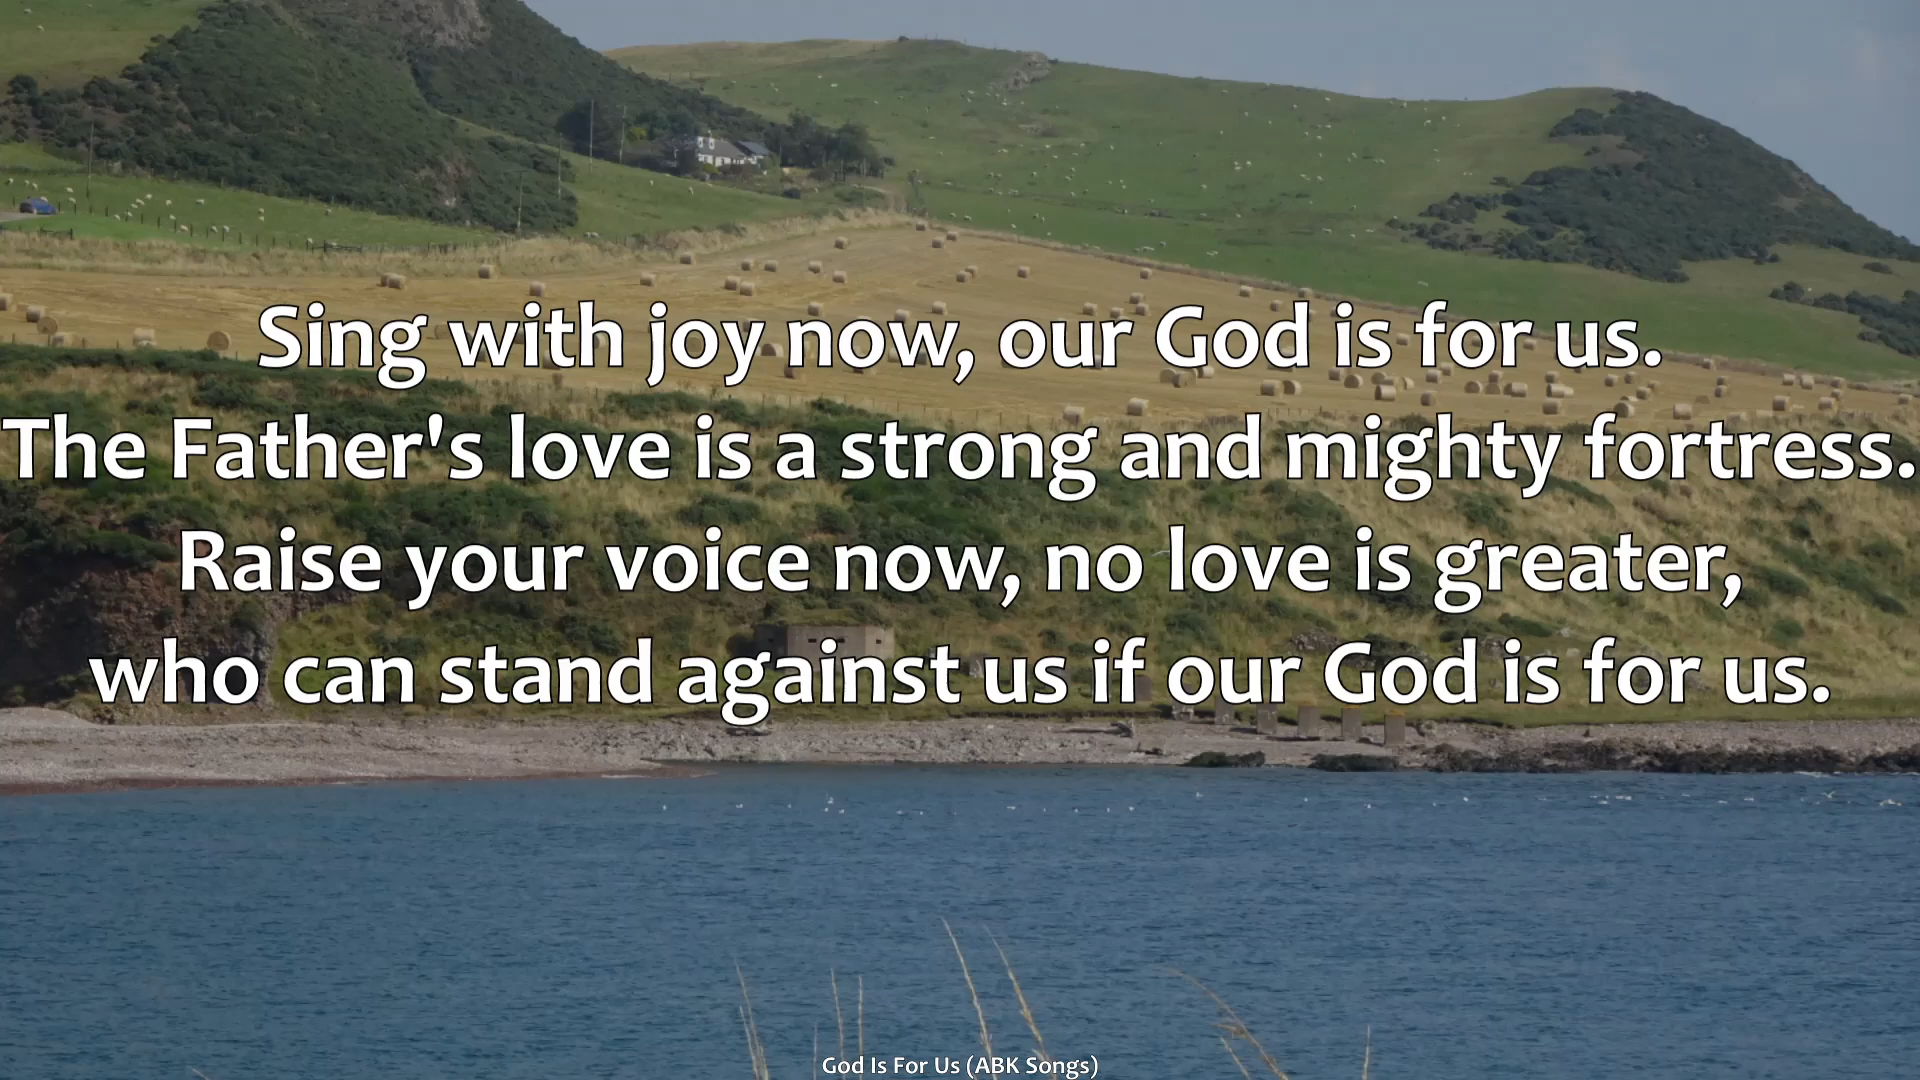 Sing with joy now, our God is for us.
The Father's love is a strong and mighty fortress.
Raise your voice now, no love is greater,
who can stand against us if our God is for us.
God Is For Us (ABK Songs)